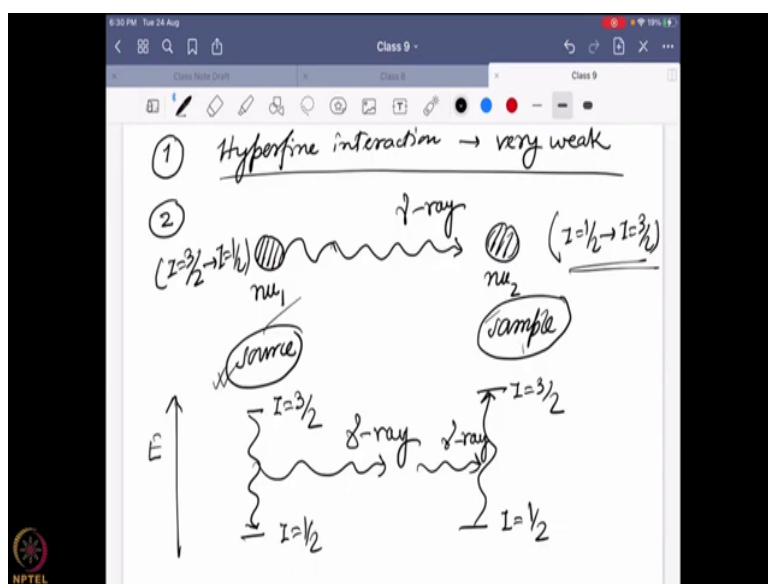 6:30 PM Tue 24 Aug
19%
Class 9
Class Note Draft
Class 8
Class 9
① Hyperfine interaction → very weak
②
γ-ray
(I=3/2→I=1/2)
(I=1/2→I=3/2)
nu1
nu2
source
sample
I=3/2
I=3/2
E
γ-ray
γ-ray
I=1/2
I=1/2
NPTEL